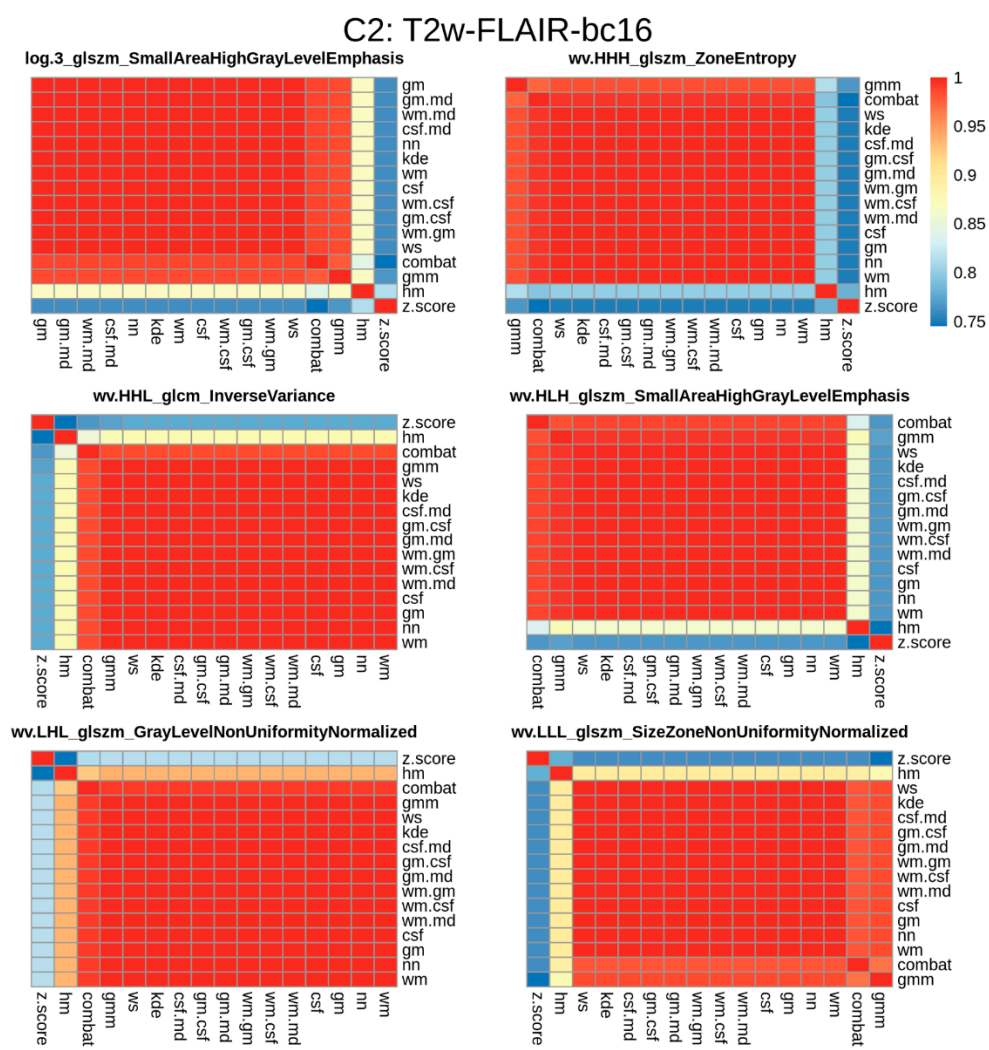 C2: T2w-FLAIR-bc16
log.3_glszm_SmallAreaHighGrayLevelEmphasis
gm
gm.md
wm.md
csf.md
nn
kde
wm
csf
wm.csf
gm.csf
wm.gm
ws
combat
gmm
hm
z.score
gm gm.md wm.md csf.md nn kde wm csf wm.csf gm.csf wm.gm ws combat gmm hm z.score
wv.HHH_glszm_ZoneEntropy
gmm
combat
ws
kde
csf.md
gm.csf
gm.md
wm.gm
wm.csf
wm.md
csf
gm
nn
wm
hm
z.score
gmm combat ws kde csf.md gm.csf gm.md wm.gm wm.csf wm.md csf gm nn wm hm z.score
1
0.95
0.9
0.85
0.8
0.75
wv.HHL_glcm_InverseVariance
z.score
hm
combat
gmm
ws
kde
csf.md
gm.csf
gm.md
wm.gm
wm.csf
wm.md
csf
gm
nn
wm
z.score hm combat gmm ws kde csf.md gm.csf gm.md wm.gm wm.csf wm.md csf gm nn wm
wv.HLH_glszm_SmallAreaHighGrayLevelEmphasis
combat
gmm
ws
kde
csf.md
gm.csf
gm.md
wm.gm
wm.csf
wm.md
csf
gm
nn
wm
hm
z.score
combat gmm ws kde csf.md gm.csf gm.md wm.gm wm.csf wm.md csf gm nn wm hm z.score
wv.LHL_glszm_GrayLevelNonUniformityNormalized
z.score
hm
combat
gmm
ws
kde
csf.md
gm.csf
gm.md
wm.gm
wm.csf
wm.md
csf
gm
nn
wm
z.score hm combat gmm ws kde csf.md gm.csf gm.md wm.gm wm.csf wm.md csf gm nn wm
wv.LLL_glszm_SizeZoneNonUniformityNormalized
z.score
hm
ws
kde
csf.md
gm.csf
gm.md
wm.gm
wm.csf
wm.md
csf
gm
nn
wm
combat
gmm
z.score hm ws kde csf.md gm.csf gm.md wm.gm wm.csf wm.md csf gm nn wm combat gmm